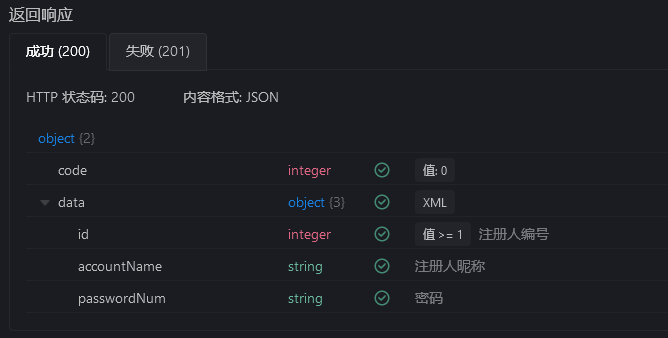 返回响应
成功 (200) 失败 (201)
HTTP 状态码: 200 内容格式: JSON
object {2}
code integer 值: 0
data object {3} XML
id integer 值 >= 1 注册人编号
accountName string 注册人昵称
passwordNum string 密码